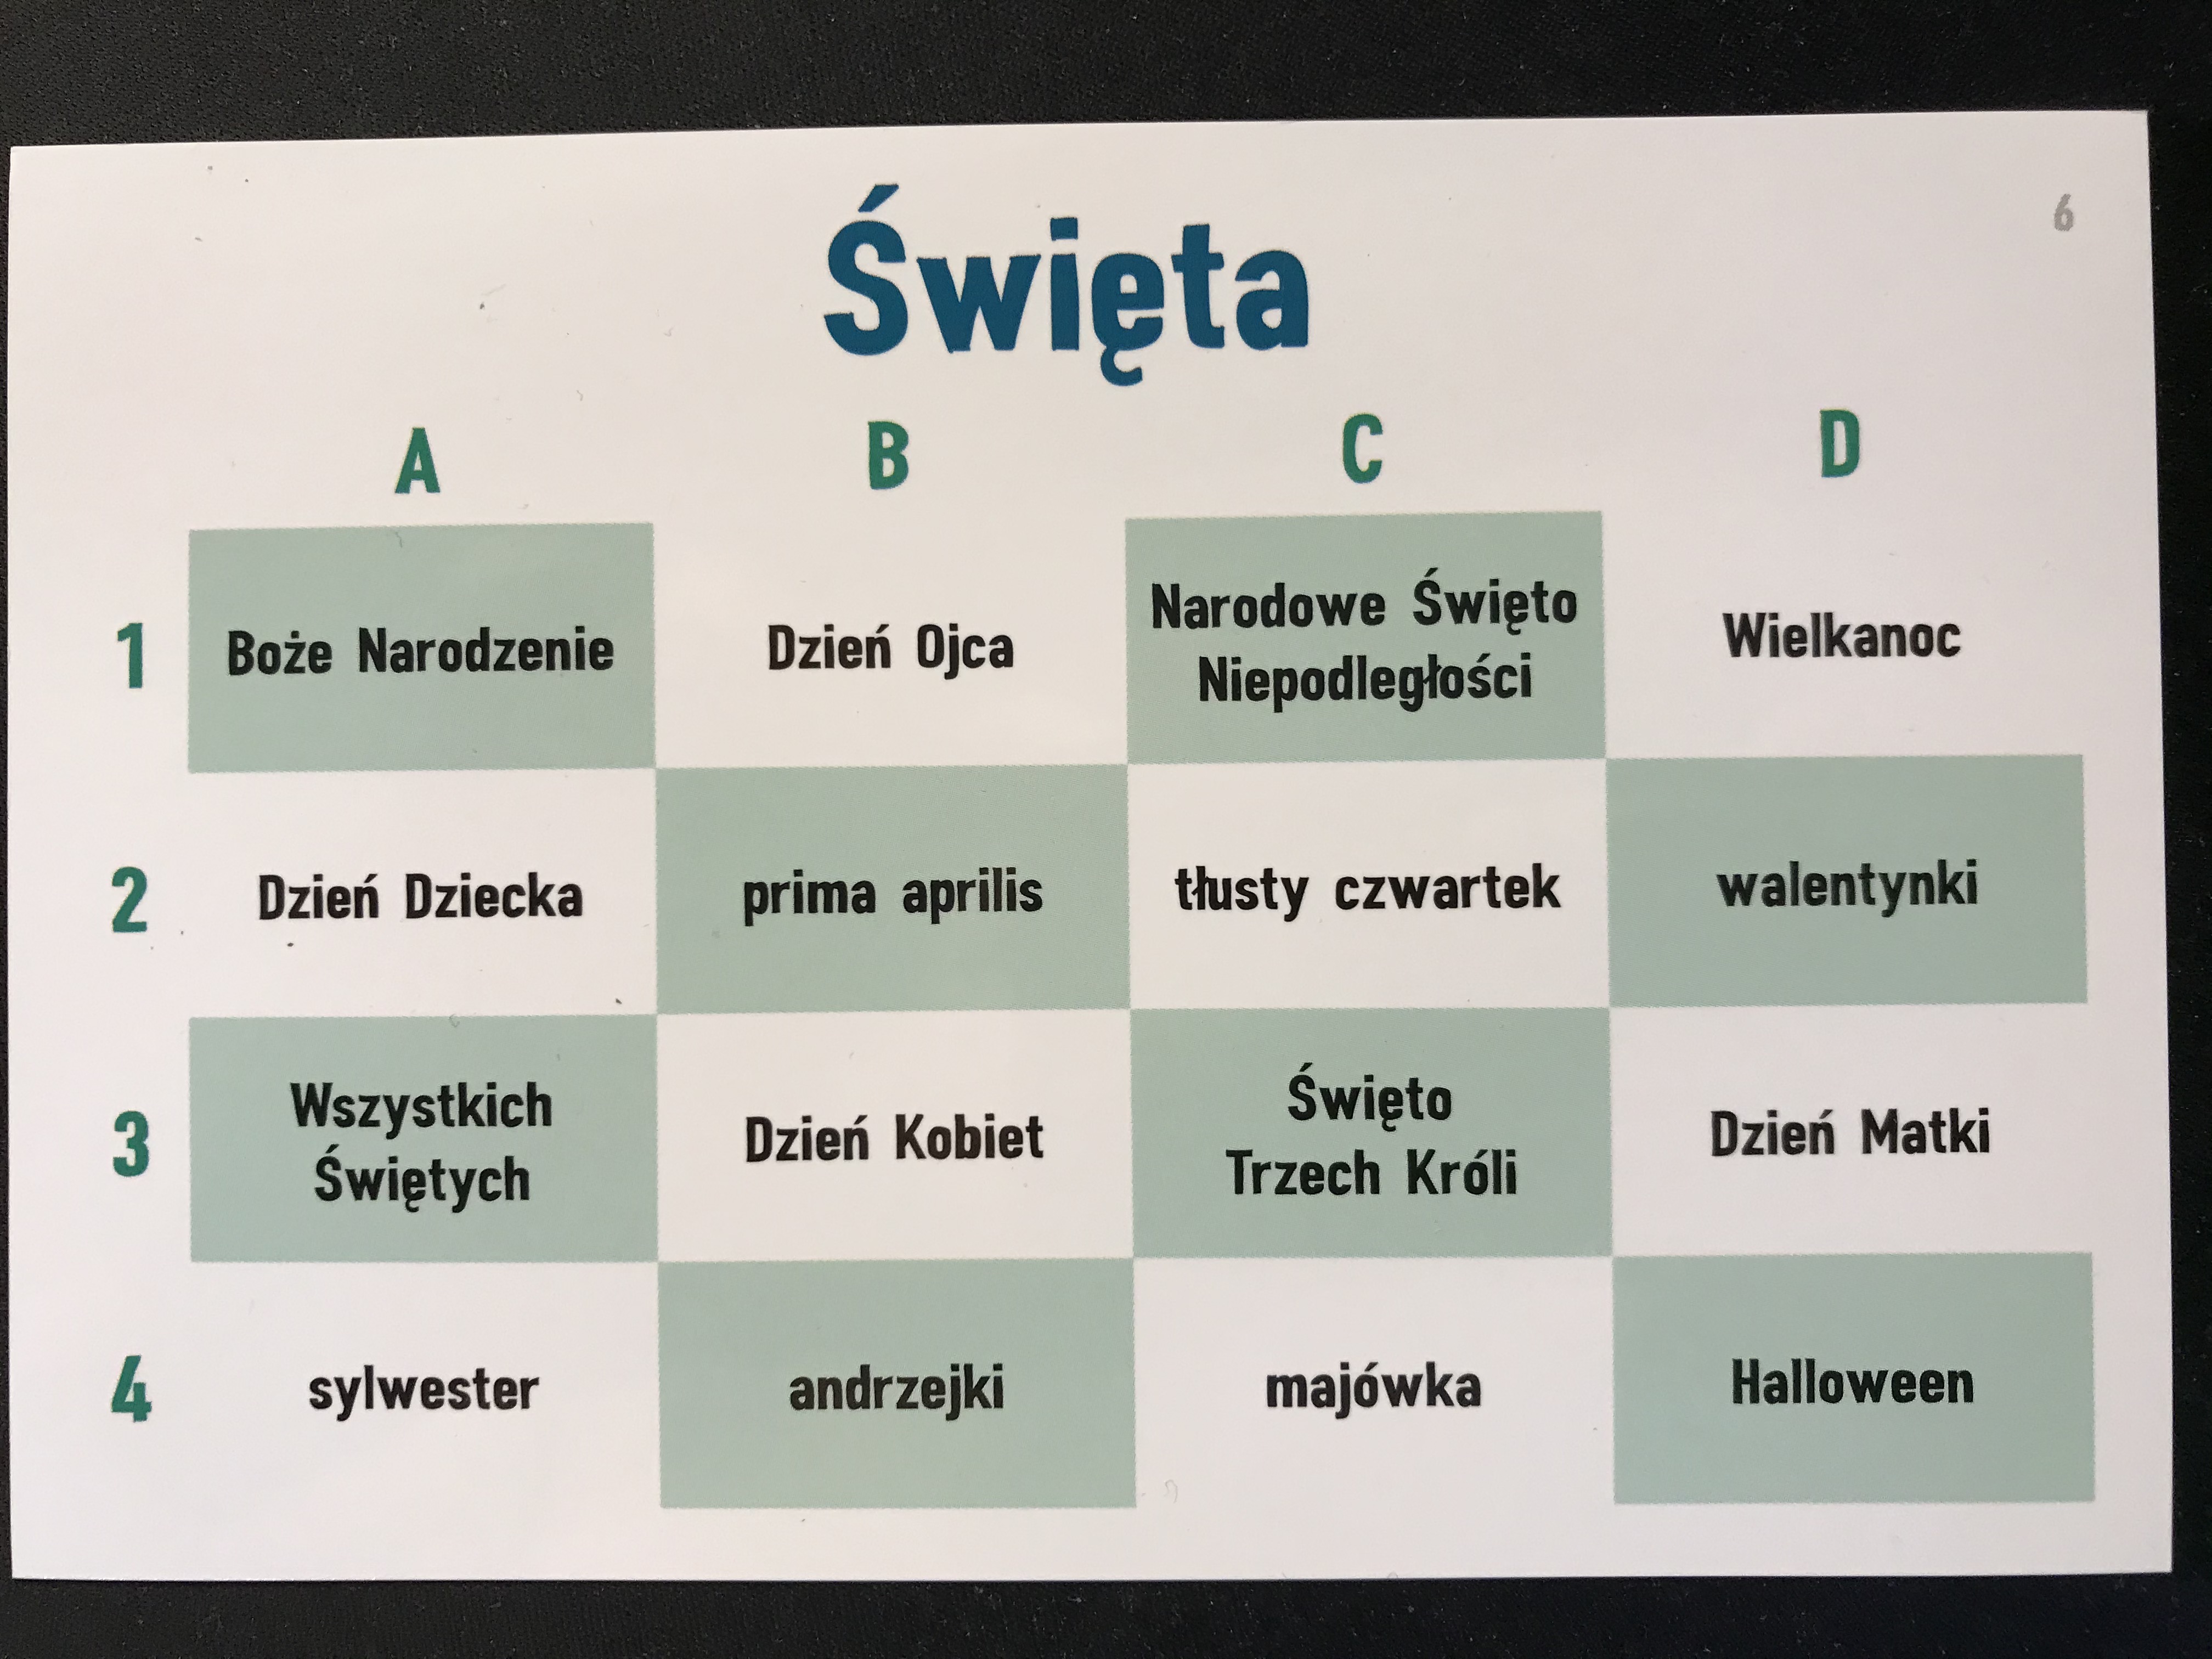 6
Święta
A B C D
1 Boże Narodzenie Dzień Ojca Narodowe Święto Niepodległości Wielkanoc
2 Dzień Dziecka prima aprilis tłusty czwartek walentynki
3 Wszystkich Świętych Dzień Kobiet Święto Trzech Króli Dzień Matki
4 sylwester andrzejki majówka Halloween